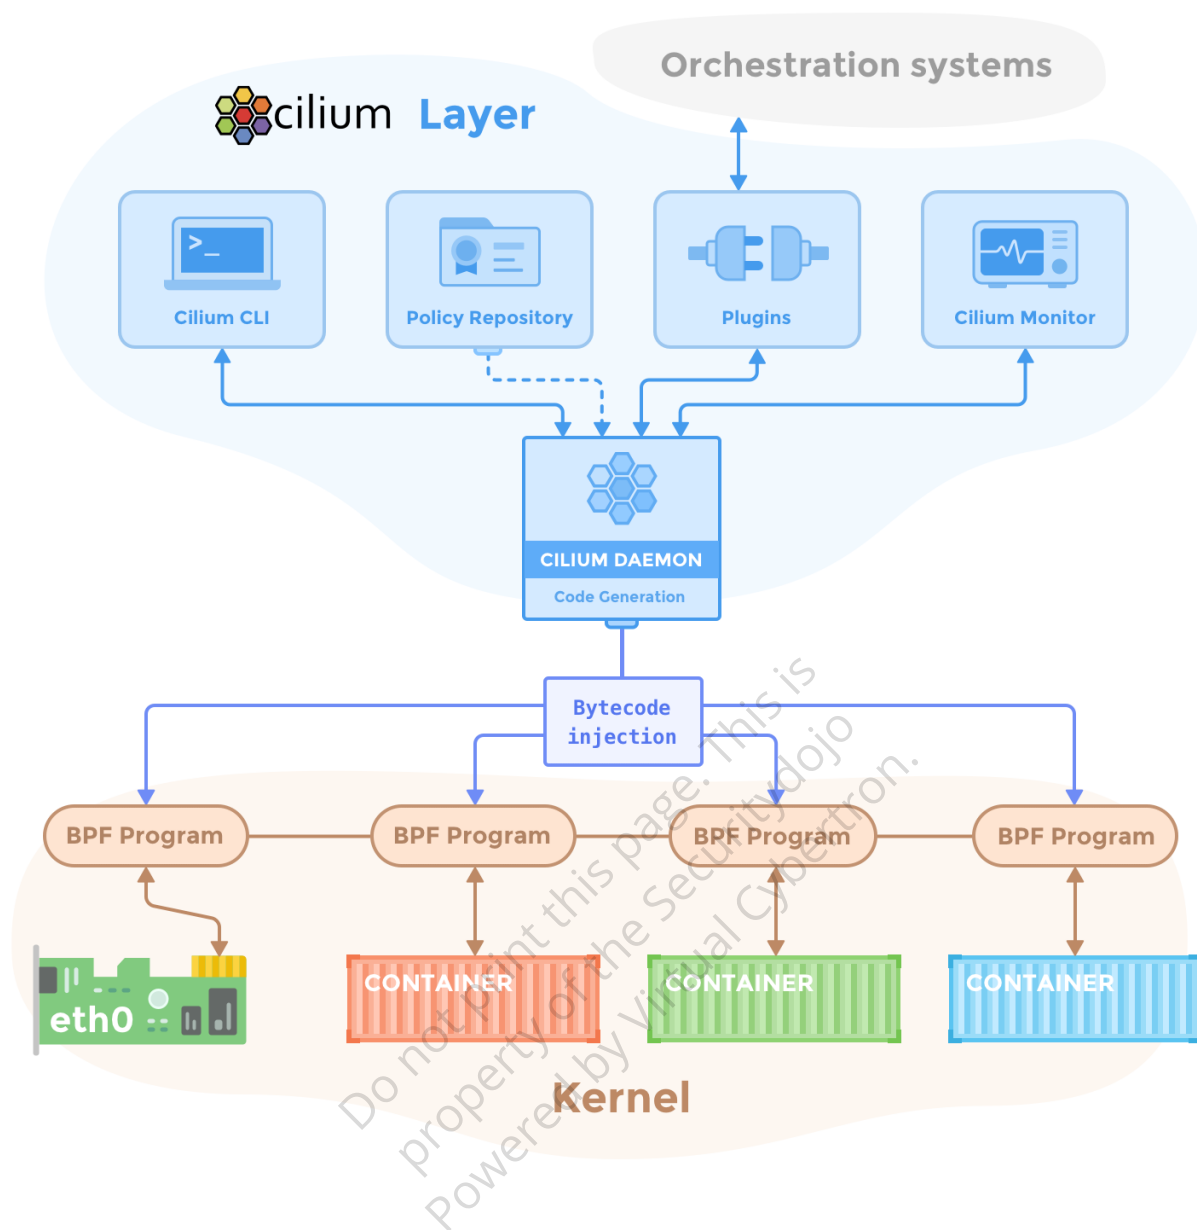 Orchestration systems
cilium Layer
>_
Cilium CLI
Policy Repository
Plugins
Cilium Monitor
CILIUM DAEMON
Code Generation
Bytecode
injection
BPF Program
BPF Program
BPF Program
BPF Program
eth0
CONTAINER
CONTAINER
CONTAINER
Kernel
Do not print this page. This is
property of the Securitydojo
Powered by Virtual Cybertron.